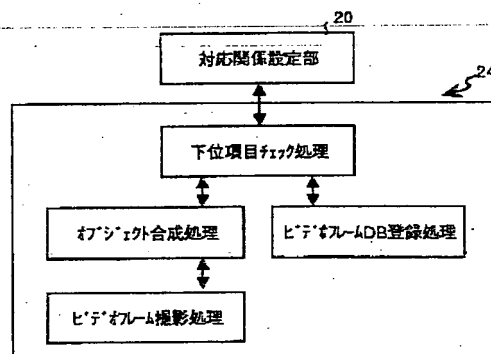 20
対応関係設定部
24
下位項目チェック処理
オブジェクト合成処理
ビデオフレームDB登録処理
ビデオフレーム撮影処理